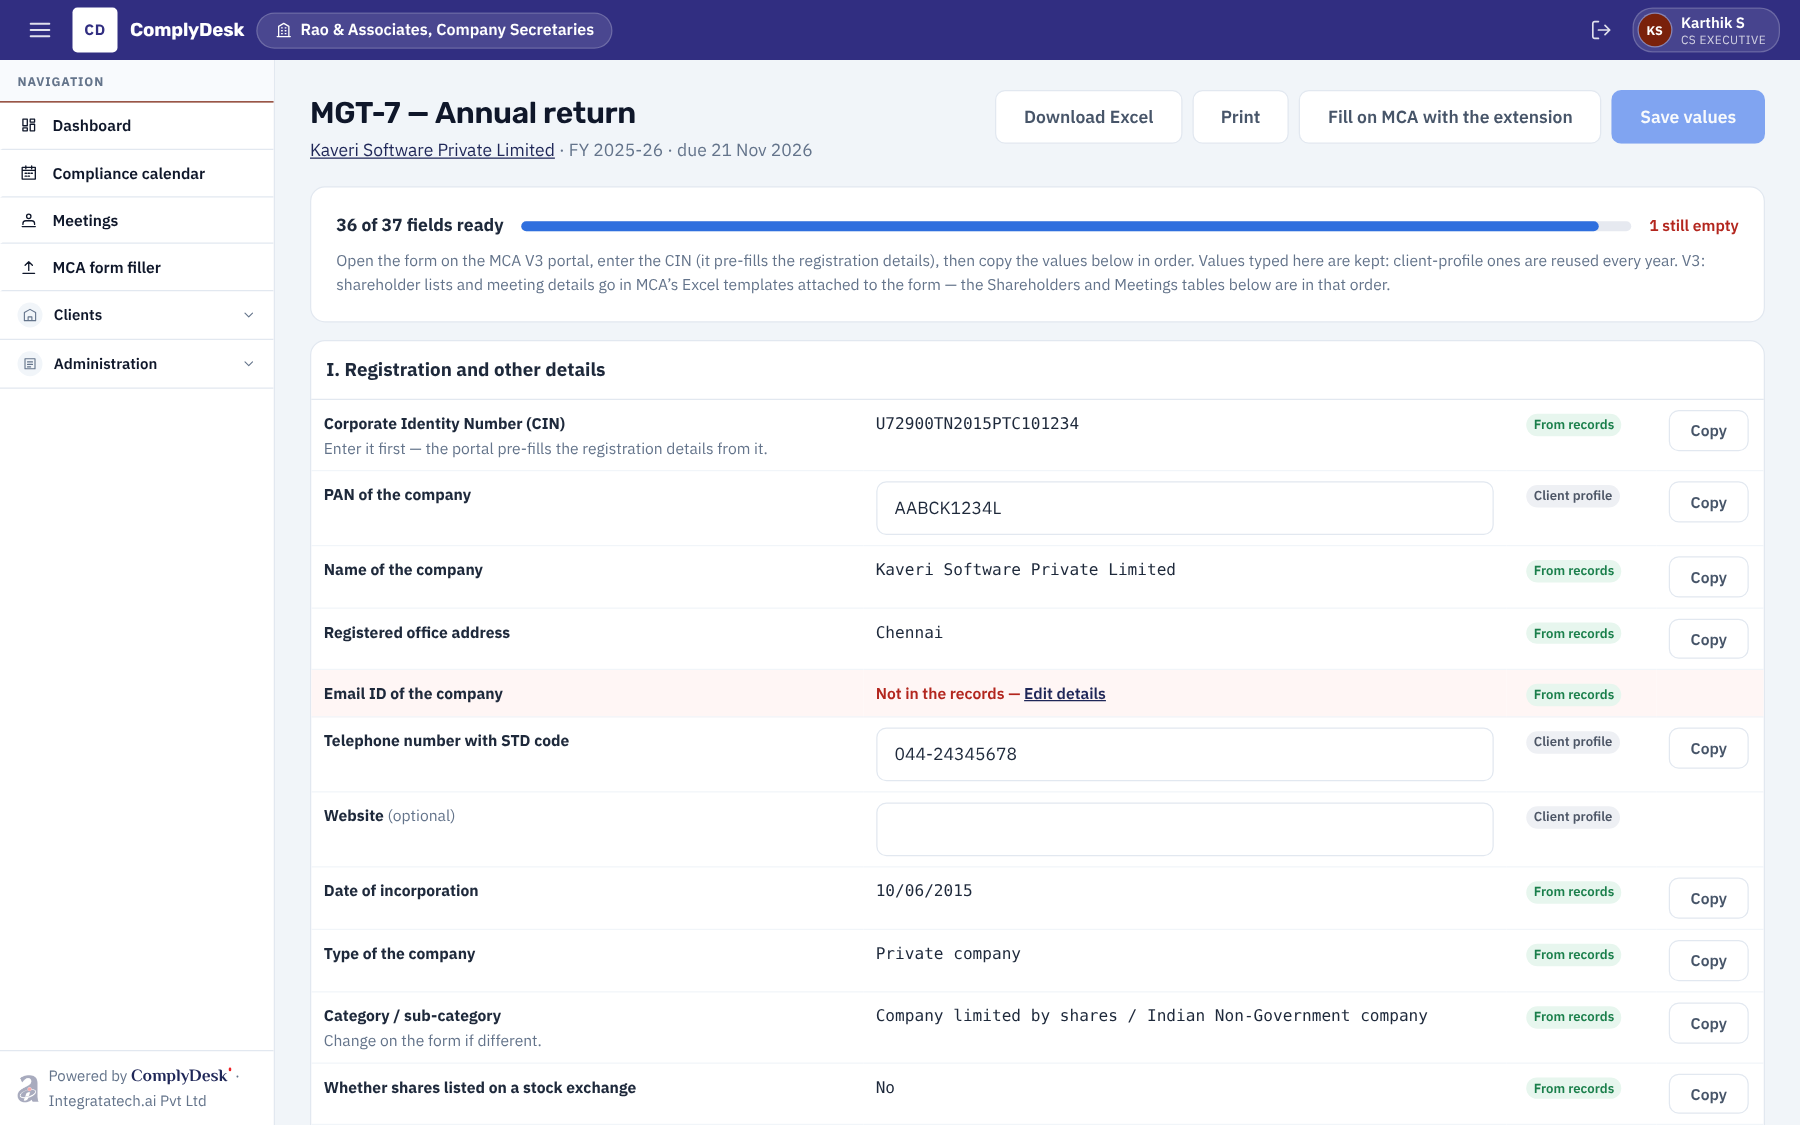 CD
ComplyDesk
Rao & Associates, Company Secretaries
KS
Karthik S
CS EXECUTIVE
NAVIGATION
Dashboard
Compliance calendar
Meetings
MCA form filler
Clients
Administration
Powered by ComplyDesk ·
Integratatech.ai Pvt Ltd
MGT-7 — Annual return
Kaveri Software Private Limited · FY 2025-26 · due 21 Nov 2026
Download Excel
Print
Fill on MCA with the extension
Save values
36 of 37 fields ready
1 still empty
Open the form on the MCA V3 portal, enter the CIN (it pre-fills the registration details), then copy the values below in order. Values typed here are kept: client-profile ones are reused every year. V3:
shareholder lists and meeting details go in MCA’s Excel templates attached to the form — the Shareholders and Meetings tables below are in that order.
I. Registration and other details
Corporate Identity Number (CIN) U72900TN2015PTC101234 From records Copy
Enter it first — the portal pre-fills the registration details from it.
PAN of the company AABCK1234L Client profile Copy
Name of the company Kaveri Software Private Limited From records Copy
Registered office address Chennai From records Copy
Email ID of the company Not in the records — Edit details From records
Telephone number with STD code 044-24345678 Client profile Copy
Website (optional) Client profile
Date of incorporation 10/06/2015 From records Copy
Type of the company Private company From records Copy
Category / sub-category Company limited by shares / Indian Non-Government company From records Copy
Change on the form if different.
Whether shares listed on a stock exchange No From records Copy